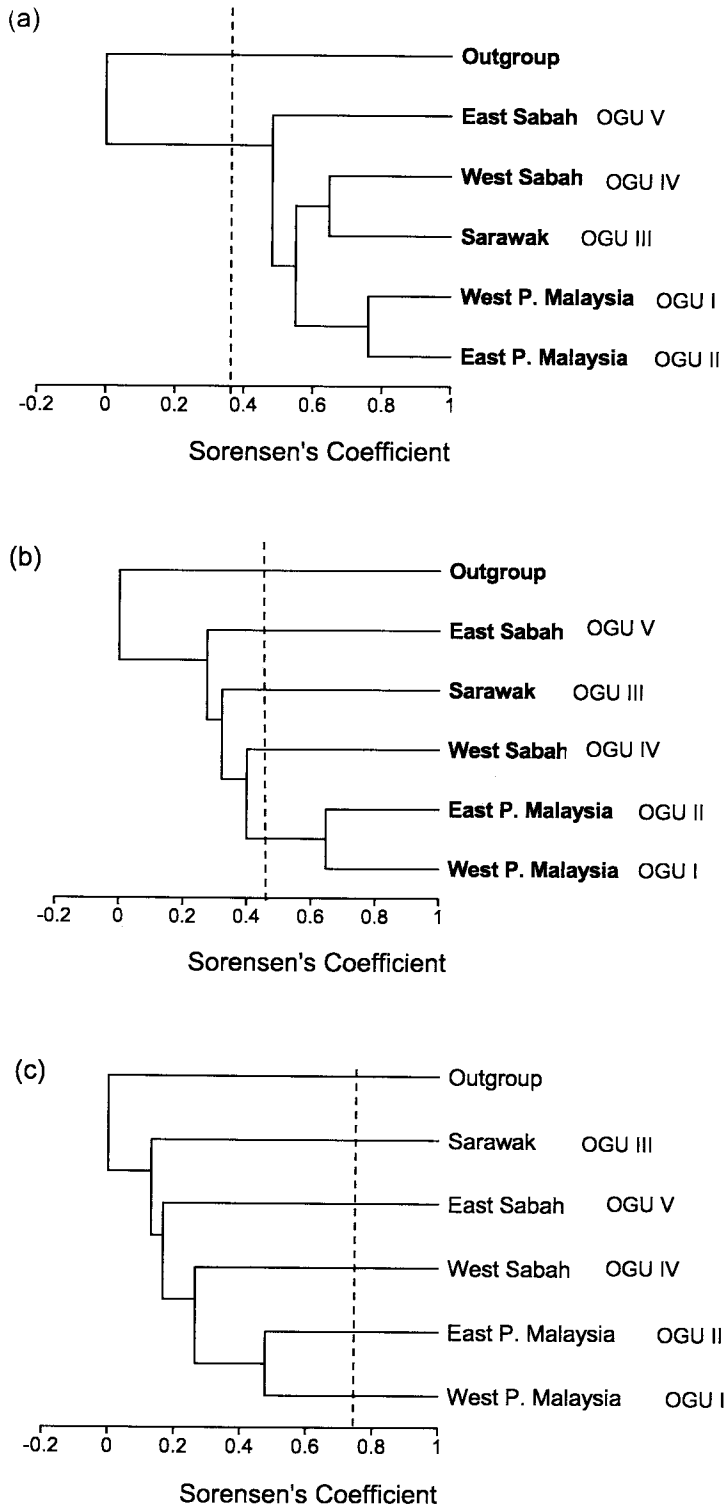 (a)
Outgroup
East Sabah OGU V
West Sabah OGU IV
Sarawak OGU III
West P. Malaysia OGU I
East P. Malaysia OGU II
-0.2 0 0.2 0.4 0.6 0.8 1
Sorensen's Coefficient
(b)
Outgroup
East Sabah OGU V
Sarawak OGU III
West Sabah OGU IV
East P. Malaysia OGU II
West P. Malaysia OGU I
-0.2 0 0.2 0.4 0.6 0.8 1
Sorensen's Coefficient
(c)
Outgroup
Sarawak OGU III
East Sabah OGU V
West Sabah OGU IV
East P. Malaysia OGU II
West P. Malaysia OGU I
-0.2 0 0.2 0.4 0.6 0.8 1
Sorensen's Coefficient